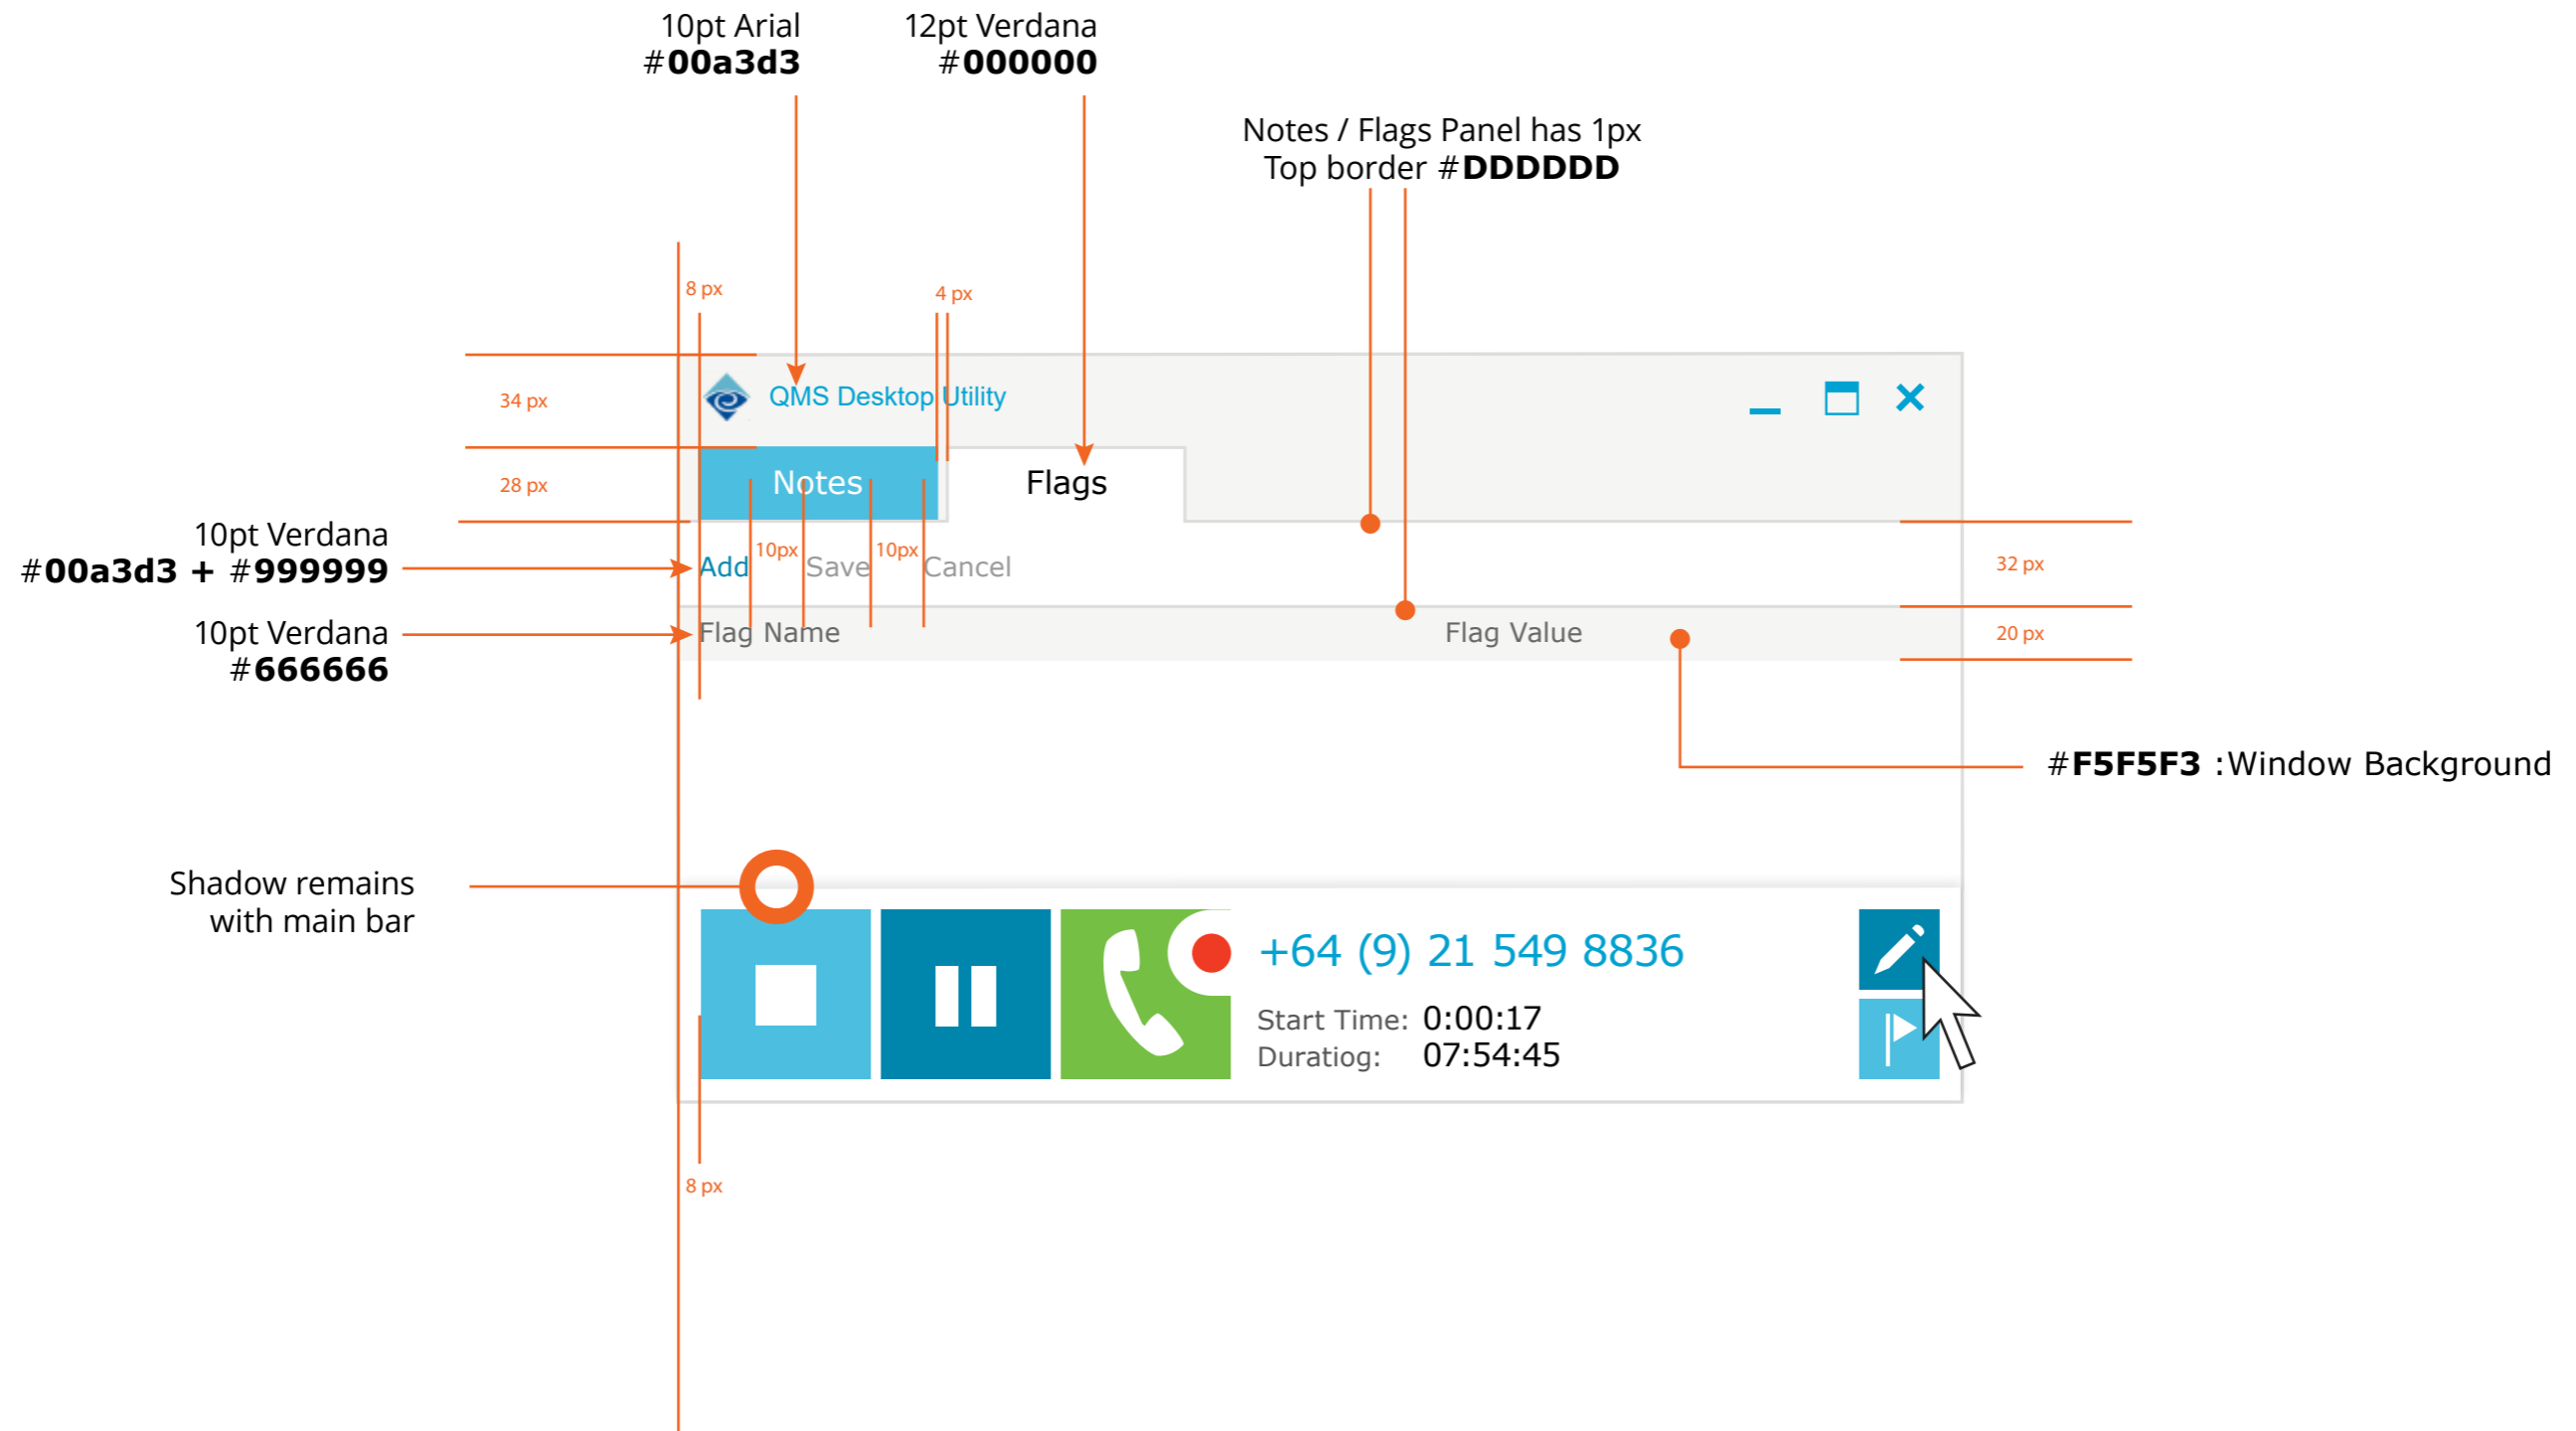 10pt Arial
#00a3d3
12pt Verdana
#000000
Notes / Flags Panel has 1px
Top border #DDDDDD
8 px
4 px
34 px
QMS Desktop Utility
28 px
Notes
Flags
10pt Verdana
#00a3d3 + #999999
Add
10px
Save
10px
Cancel
32 px
10pt Verdana
#666666
Flag Name
Flag Value
20 px
#F5F5F3 :Window Background
Shadow remains
with main bar
+64 (9) 21 549 8836
Start Time: 0:00:17
Duratiog: 07:54:45
8 px